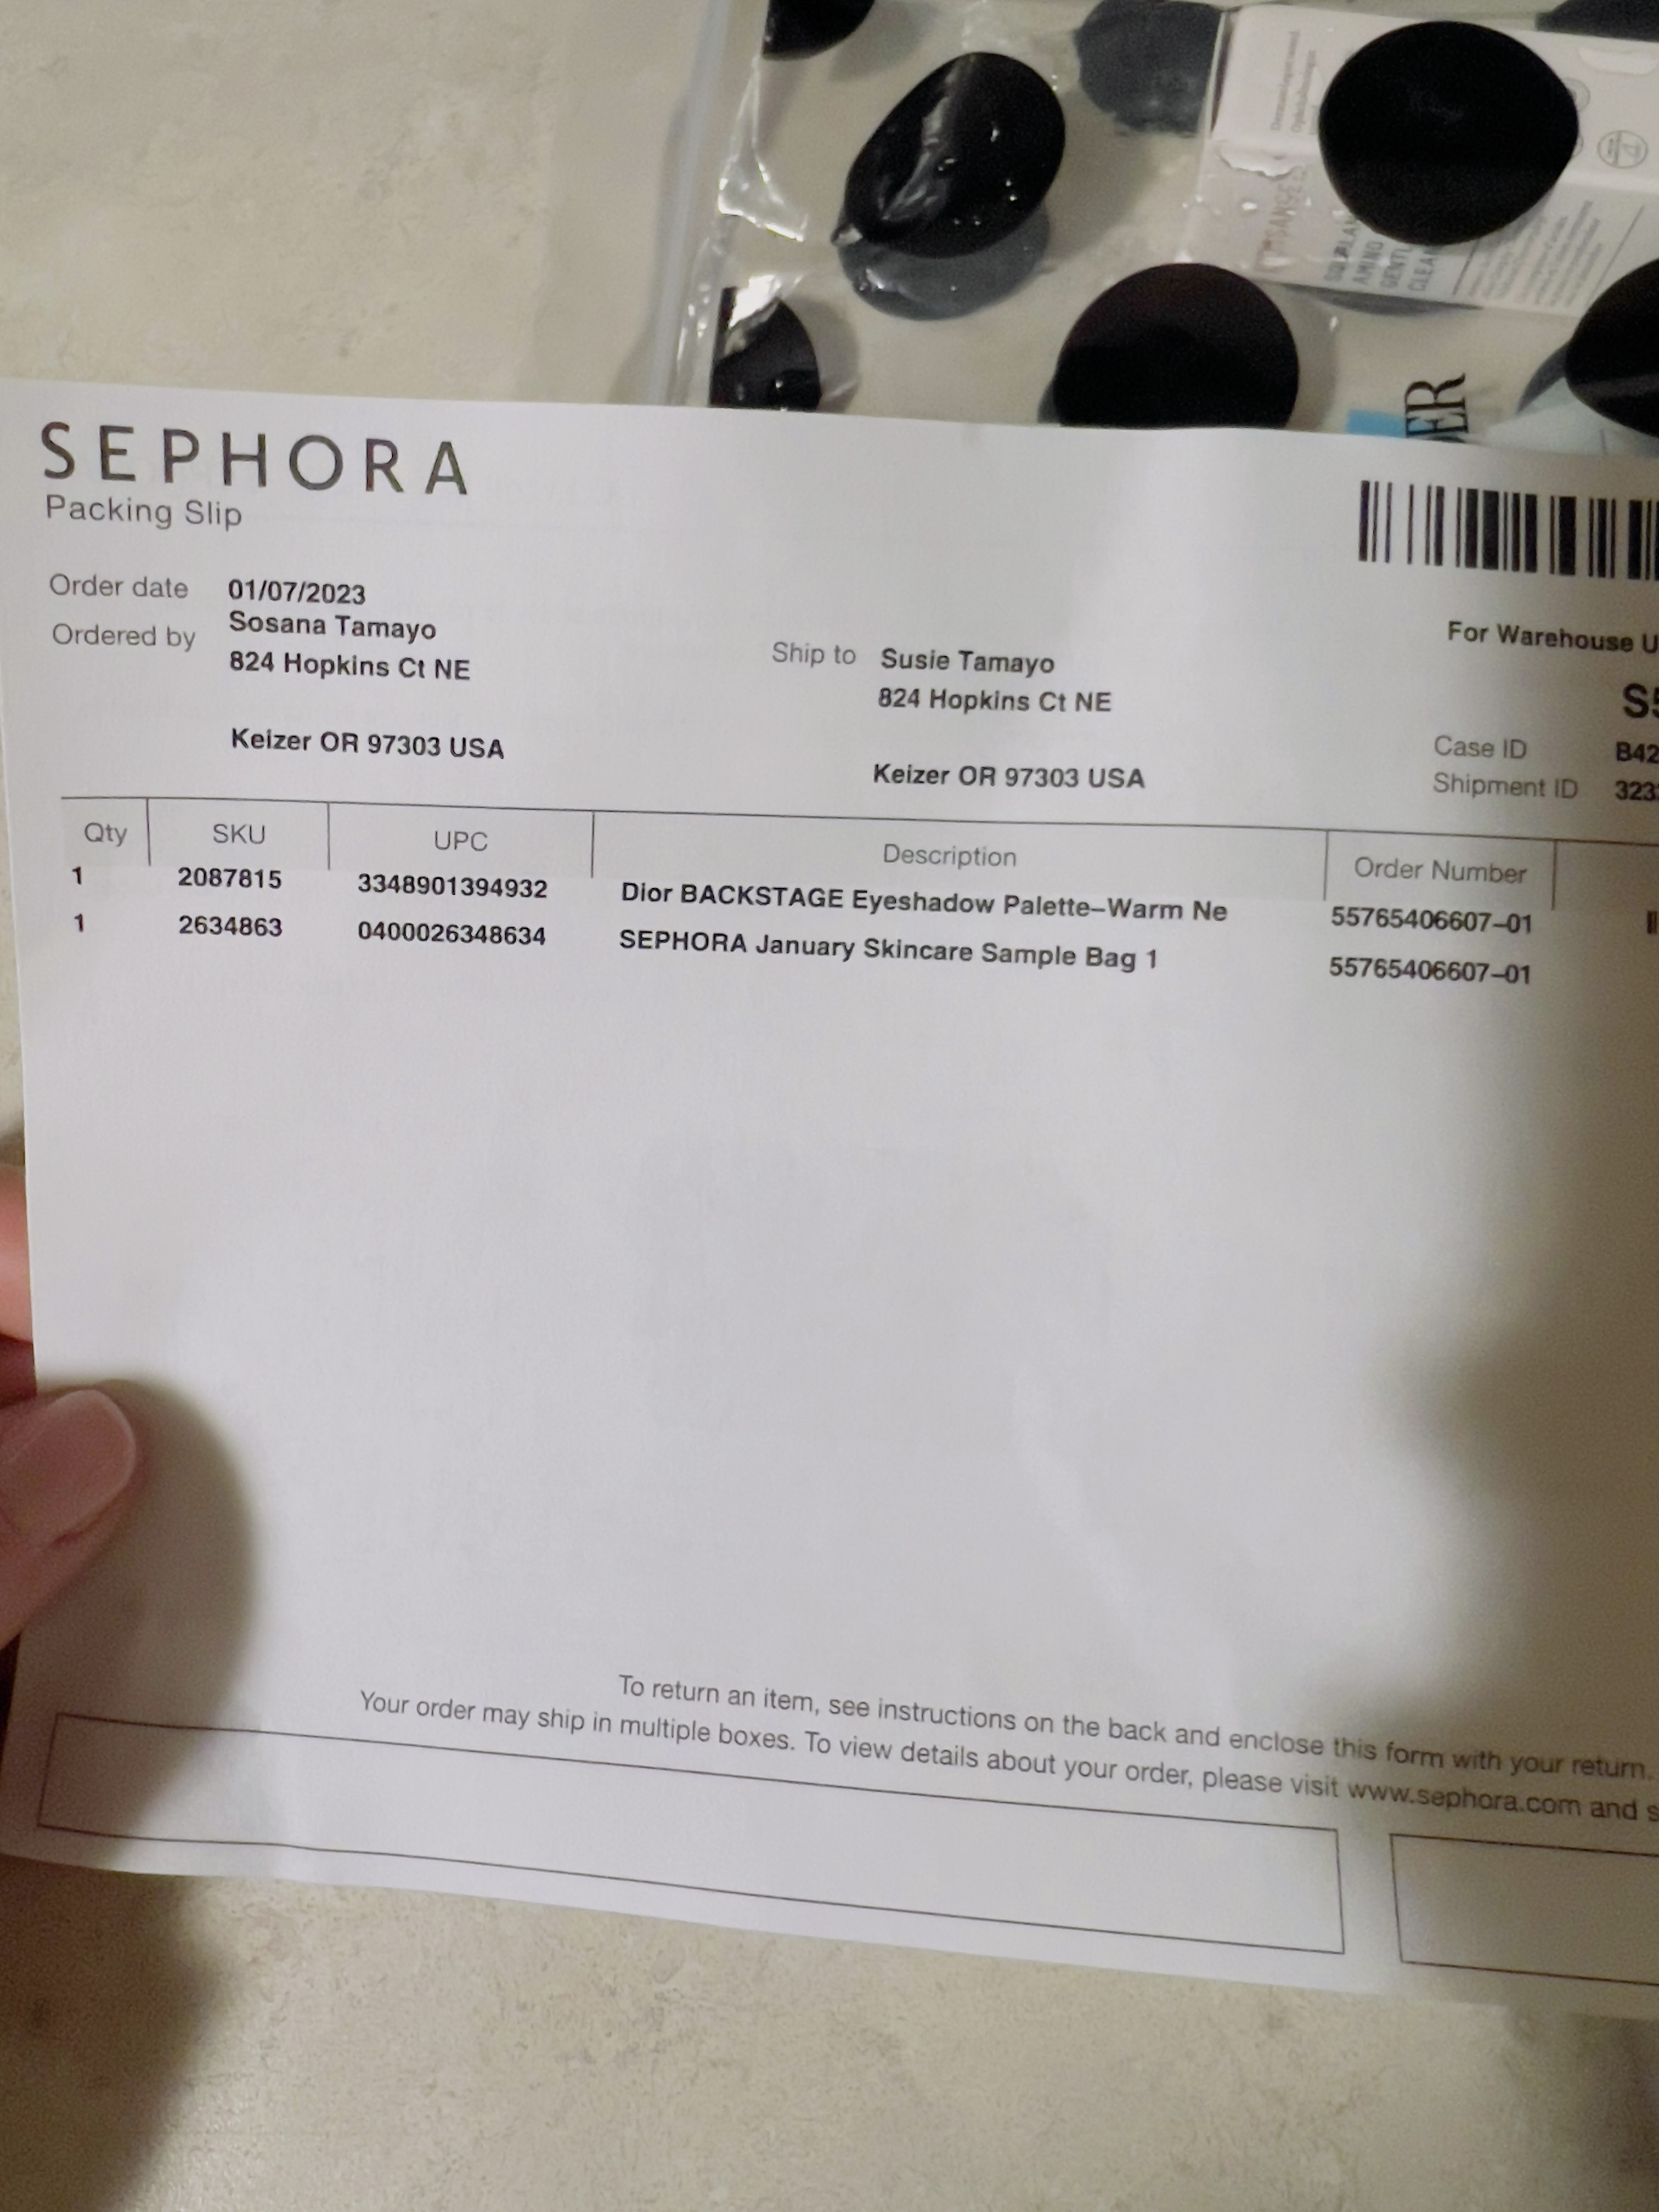 AMINO
ER
SEPHORA
Packing Slip
Order date 01/07/2023
Ordered by Sosana Tamayo
824 Hopkins Ct NE
Keizer OR 97303 USA
Ship to Susie Tamayo
824 Hopkins Ct NE
Keizer OR 97303 USA
For Warehouse U
S5
Case ID B42
Shipment ID 323
Qty SKU UPC Description Order Number
1 2087815 3348901394932 Dior BACKSTAGE Eyeshadow Palette–Warm Ne 55765406607–01
1 2634863 0400026348634 SEPHORA January Skincare Sample Bag 1 55765406607–01
To return an item, see instructions on the back and enclose this form with your return.
Your order may ship in multiple boxes. To view details about your order, please visit www.sephora.com and s